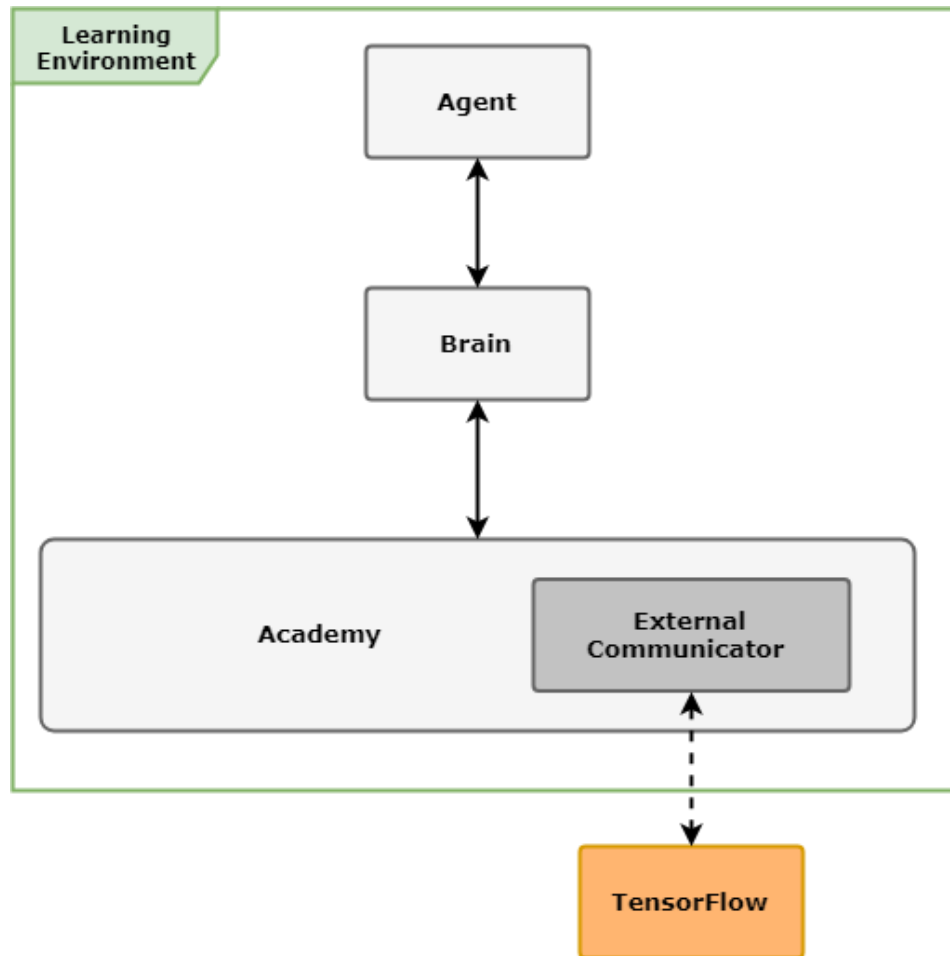 Learning
Environment
Agent
Brain
Academy
External
Communicator
TensorFlow